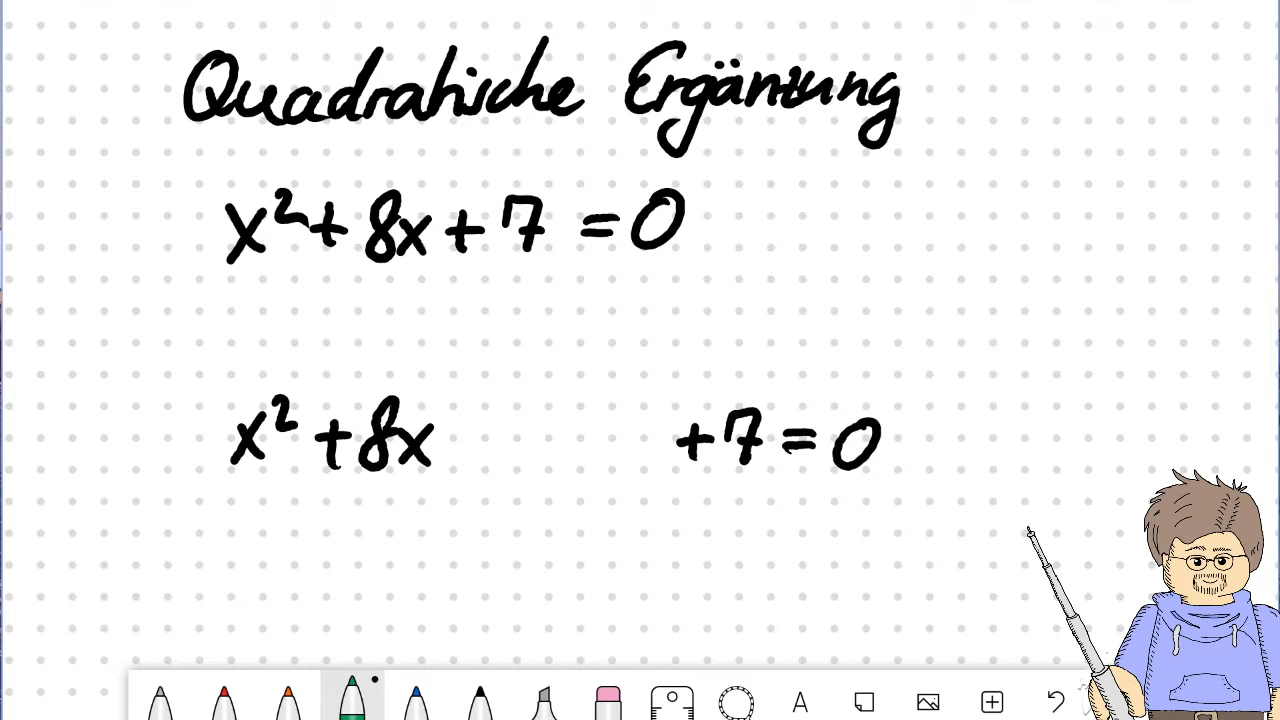 Quadratische Ergänzung
x² + 8x + 7 = 0
x² + 8x + 7 = 0
A